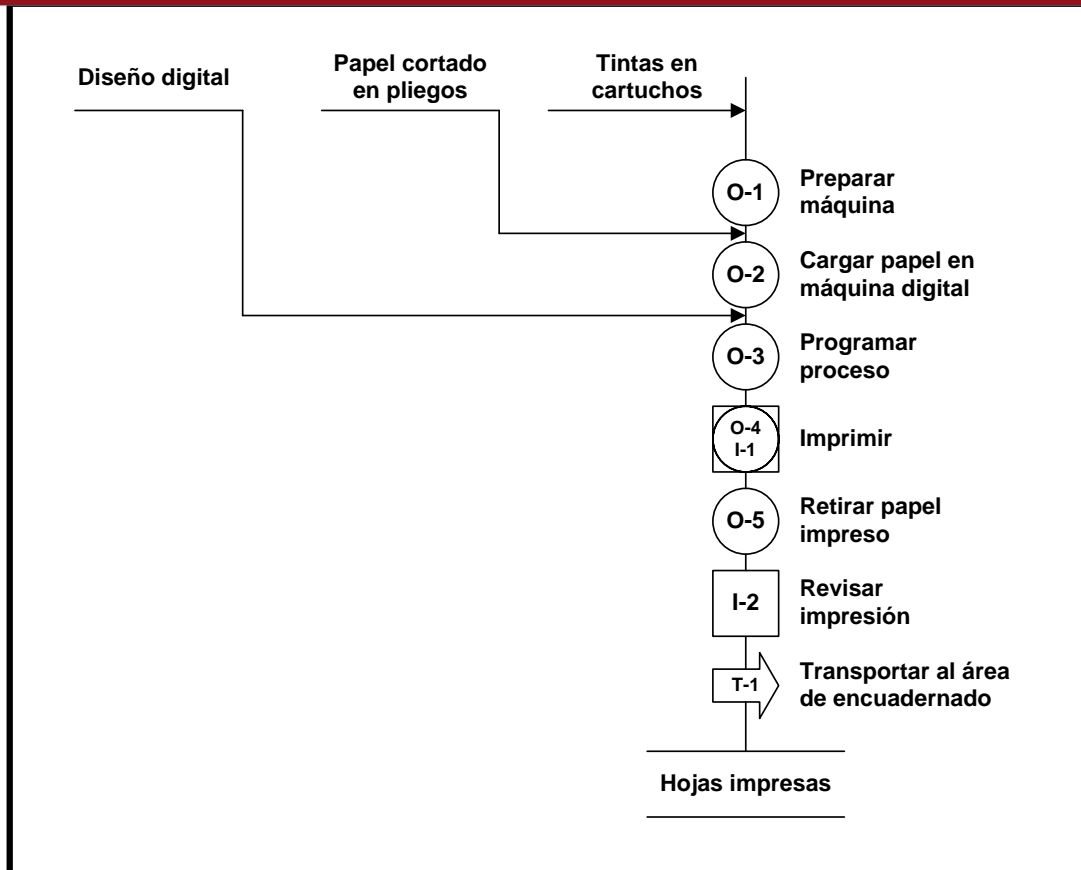 Diseño digital
Papel cortado
en pliegos
Tintas en
cartuchos
O-1
Preparar
máquina
O-2
Cargar papel en
máquina digital
O-3
Programar
proceso
O-4
I-1
Imprimir
O-5
Retirar papel
impreso
I-2
Revisar
impresión
T-1
Transportar al área
de encuadernado
Hojas impresas